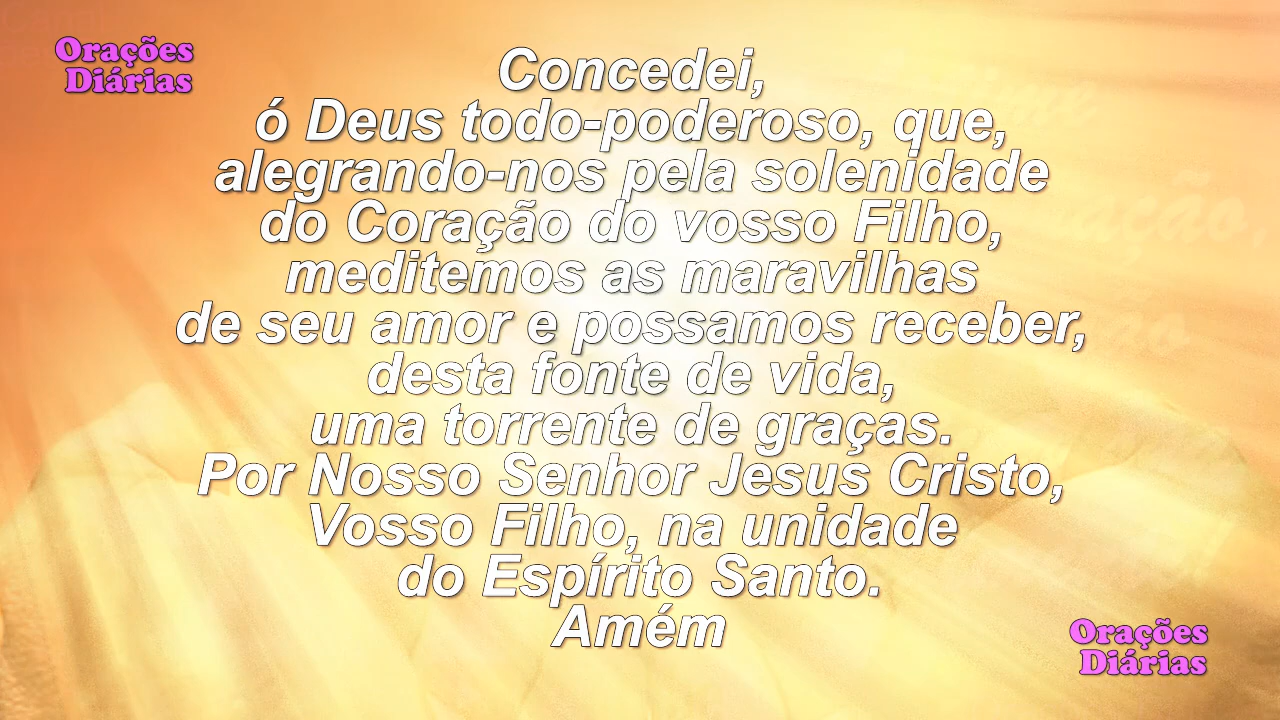 Orações
Diárias
Concedei,
ó Deus todo-poderoso, que,
alegrando-nos pela solenidade
do Coração do vosso Filho,
meditemos as maravilhas
de seu amor e possamos receber,
desta fonte de vida,
uma torrente de graças.
Por Nosso Senhor Jesus Cristo,
Vosso Filho, na unidade
do Espírito Santo.
Amém
Orações
Diárias